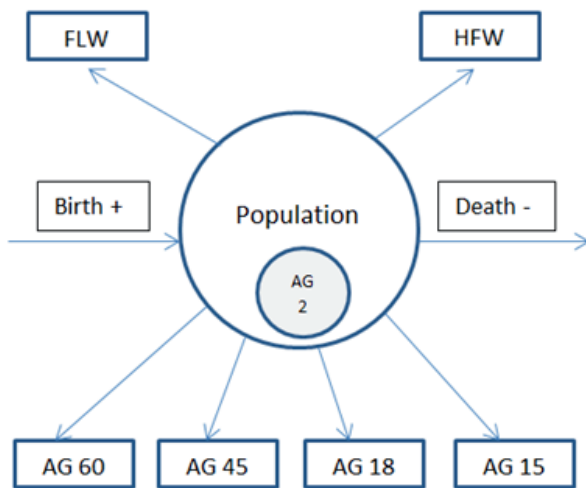 FLW
HFW
Birth +
Death -
Population
AG
2
AG 60
AG 45
AG 18
AG 15